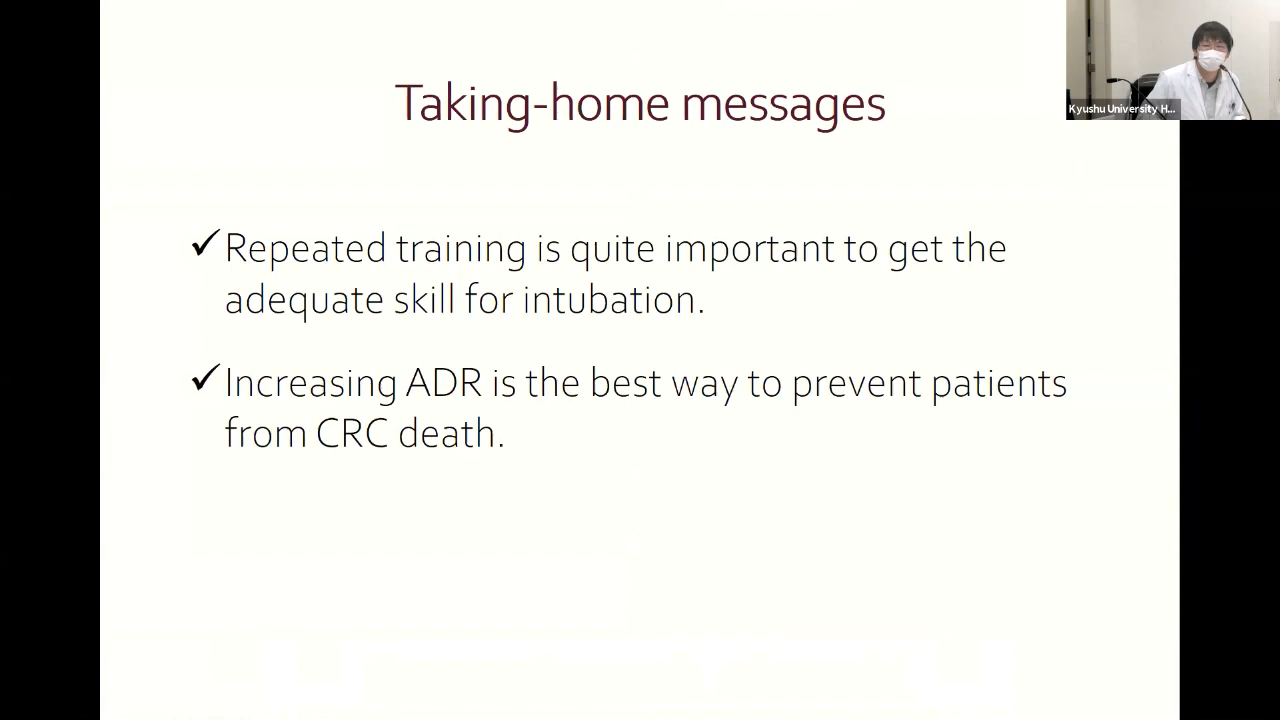 Taking-home messages
Kyushu University H...
✓Repeated training is quite important to get the
adequate skill for intubation.
✓Increasing ADR is the best way to prevent patients
from CRC death.